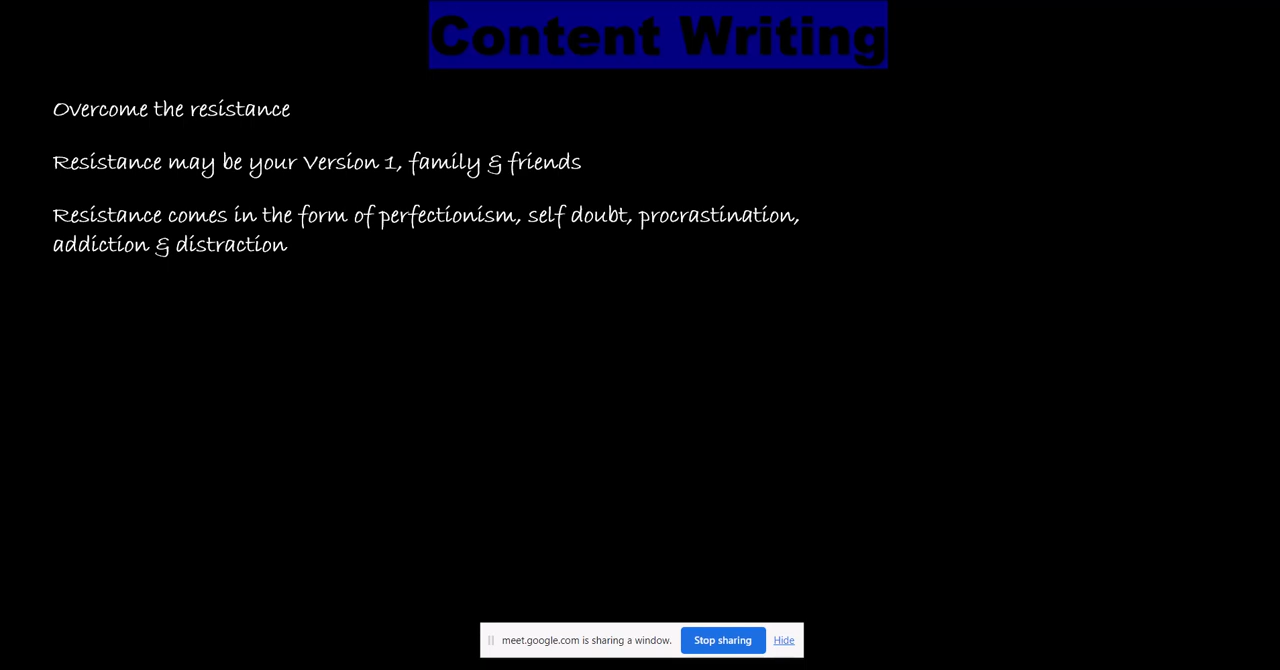 Content Writing
Overcome the resistance
Resistance may be your Version 1, family & friends
Resistance comes in the form of perfectionism, self doubt, procrastination,
addiction & distraction
meet.google.com is sharing a window. Stop sharing Hide